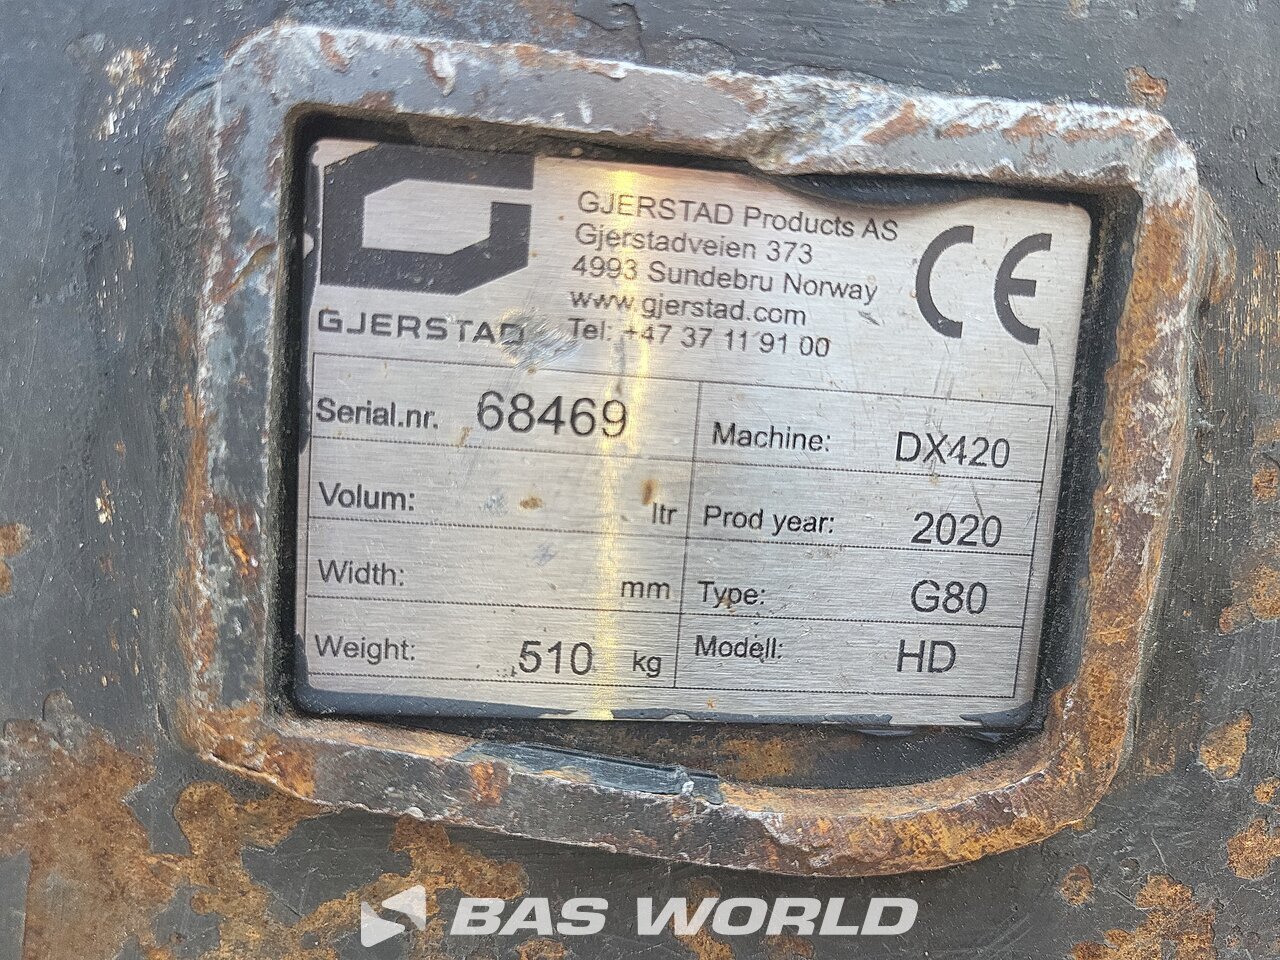 GJERSTAD
GJERSTAD Products AS
Gjerstadveien 373
4993 Sundebru Norway
www.gjerstad.com
Tel: +47 37 11 91 00
CE
Serial.nr. 68469
Machine: DX420
Volum: ltr
Prod year: 2020
Width: mm
Type: G80
Weight: 510 kg
Modell: HD
BAS WORLD